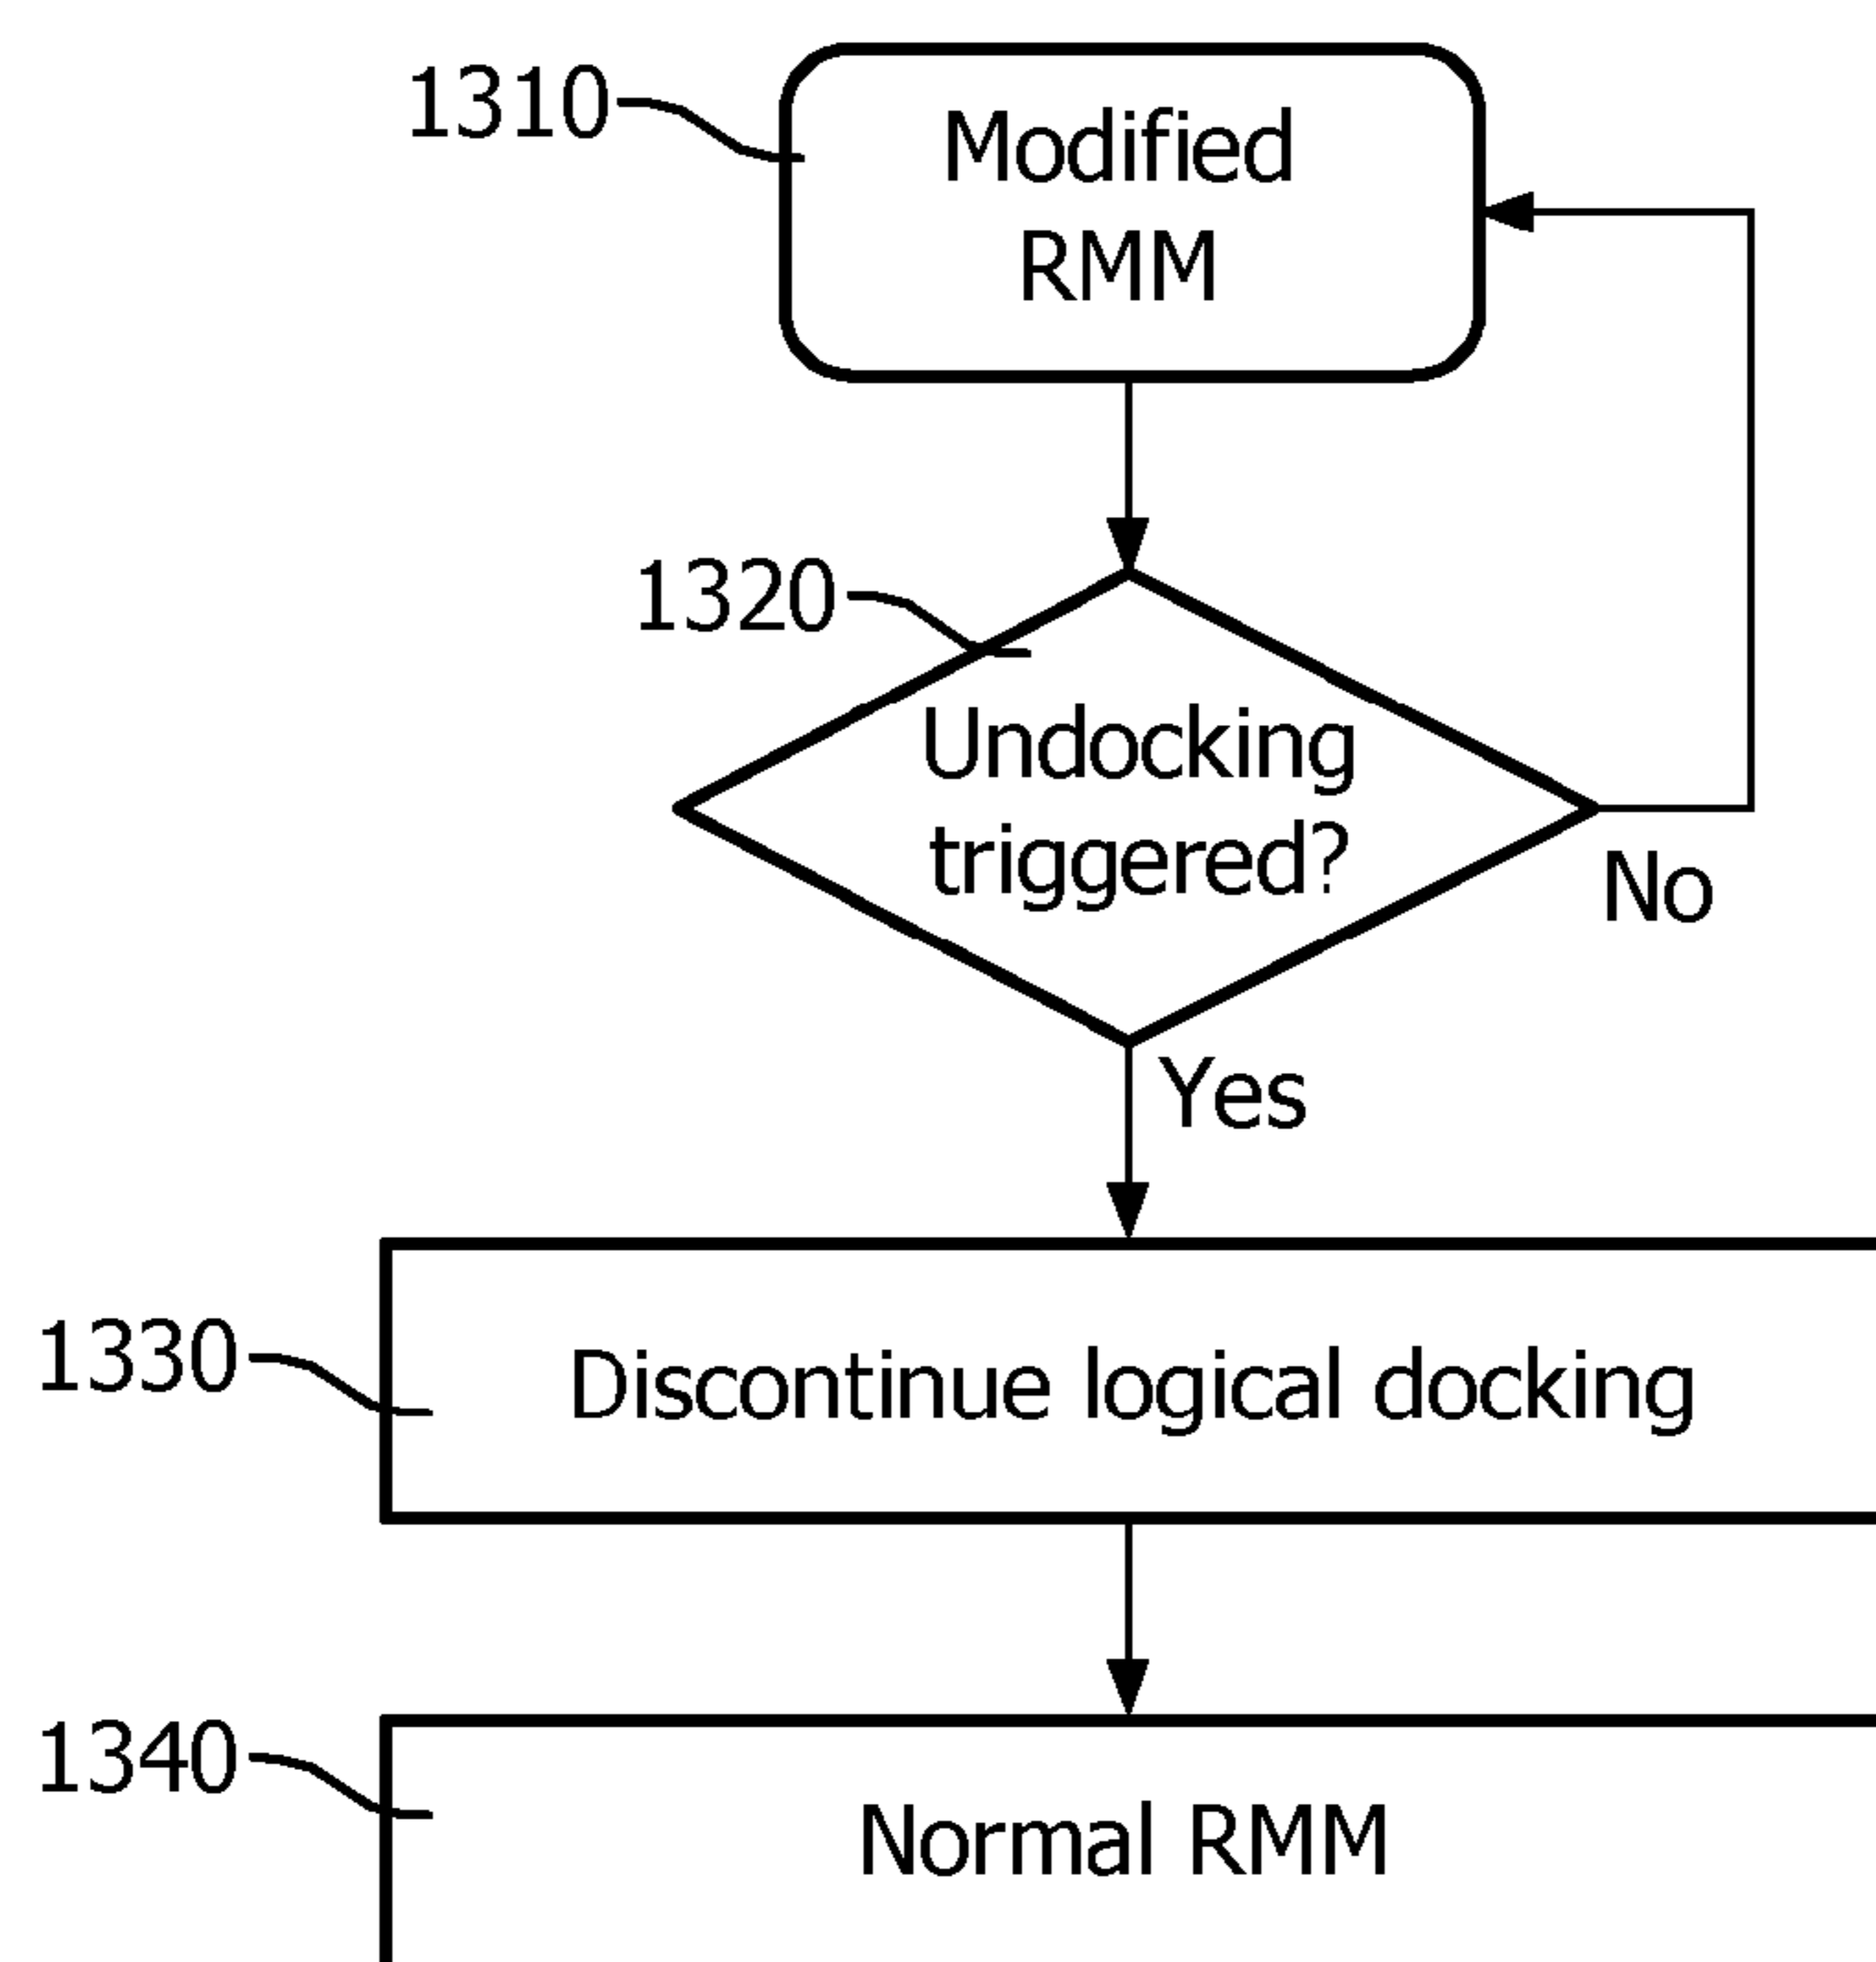 1310
Modified
RMM
1320
Undocking
triggered?
No
Yes
1330
Discontinue logical docking
1340
Normal RMM